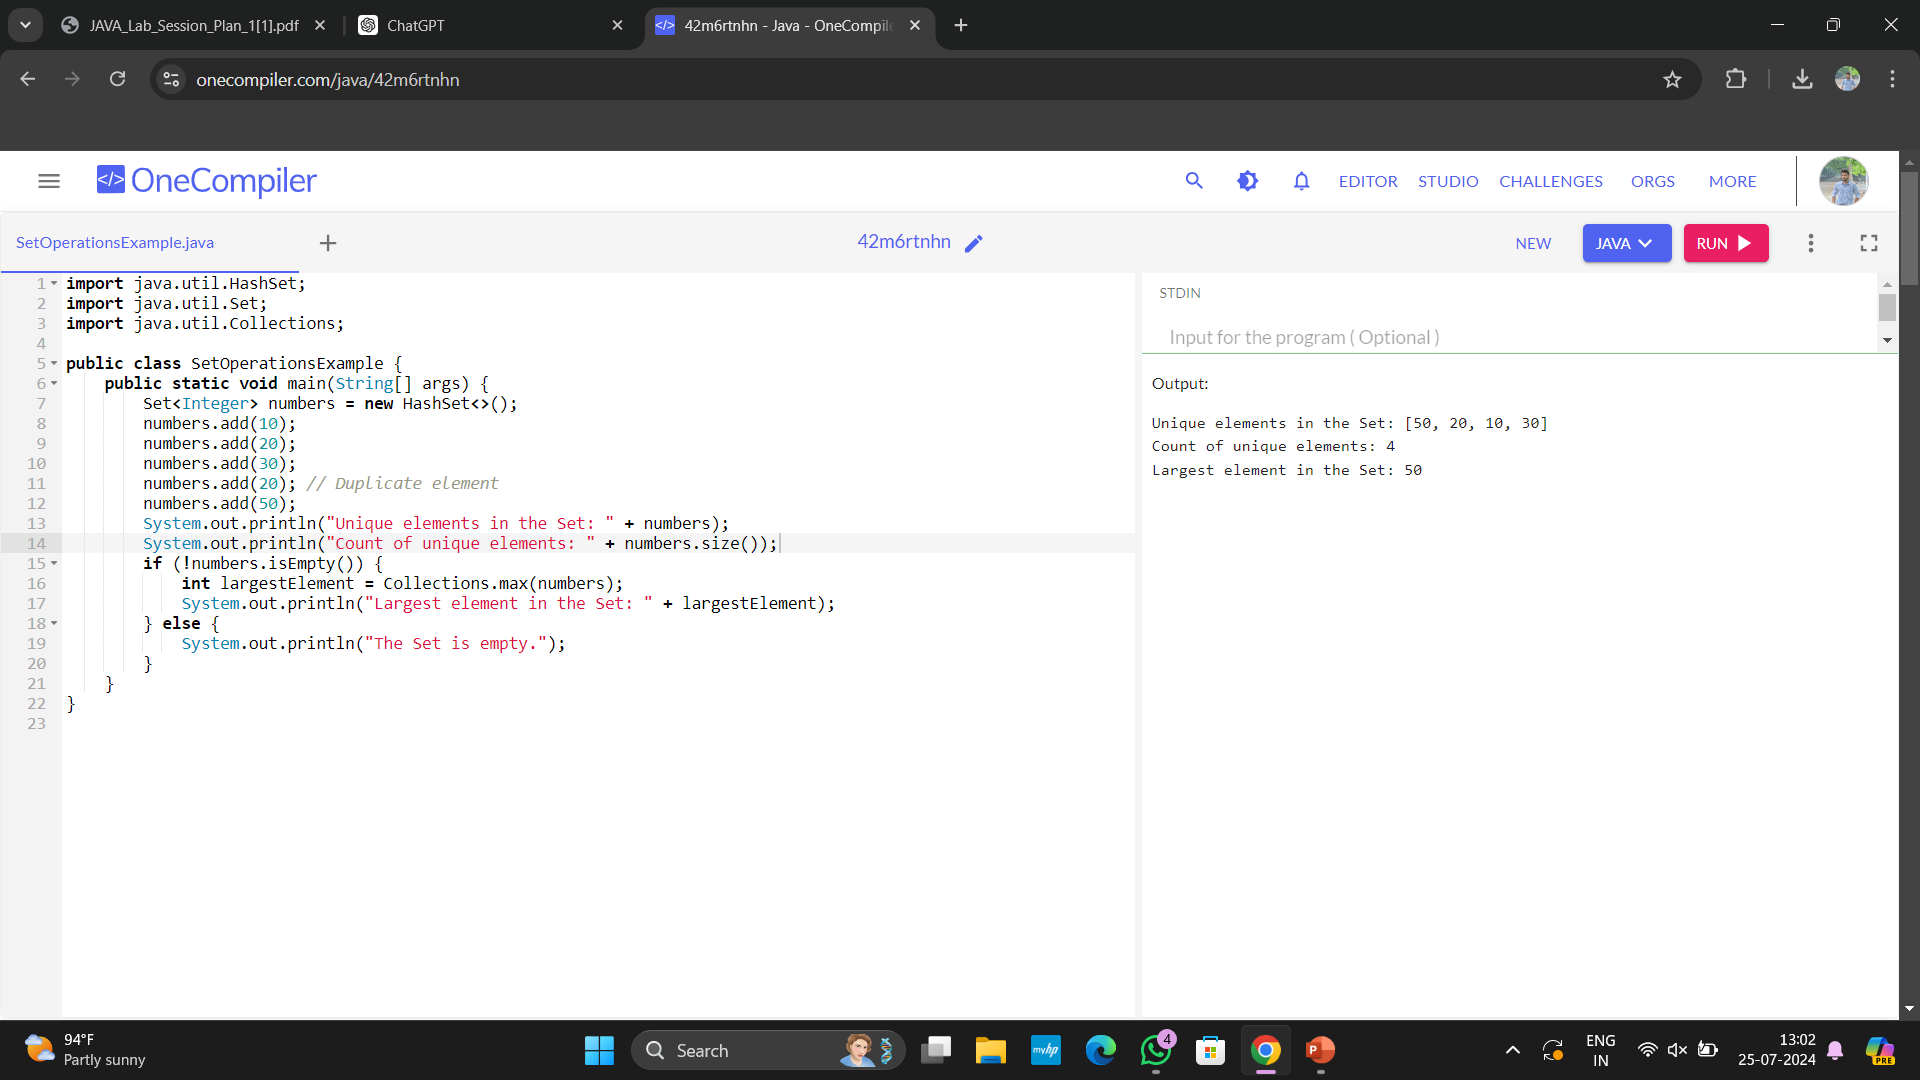 JAVA_Lab_Session_Plan_1[1].pdf
ChatGPT
42m6rtnhn - Java - OneCompile
onecompiler.com/java/42m6rtnhn
</> OneCompiler
EDITOR STUDIO CHALLENGES ORGS MORE
SetOperationsExample.java
42m6rtnhn
NEW JAVA RUN
1 import java.util.HashSet;
2 import java.util.Set;
3 import java.util.Collections;
4
5 public class SetOperationsExample {
6     public static void main(String[] args) {
7         Set<Integer> numbers = new HashSet<>();
8         numbers.add(10);
9         numbers.add(20);
10         numbers.add(30);
11         numbers.add(20); // Duplicate element
12         numbers.add(50);
13         System.out.println("Unique elements in the Set: " + numbers);
14         System.out.println("Count of unique elements: " + numbers.size());
15         if (!numbers.isEmpty()) {
16             int largestElement = Collections.max(numbers);
17             System.out.println("Largest element in the Set: " + largestElement);
18         } else {
19             System.out.println("The Set is empty.");
20         }
21     }
22 }
23
STDIN
Input for the program ( Optional )
Output:
Unique elements in the Set: [50, 20, 10, 30]
Count of unique elements: 4
Largest element in the Set: 50
94°F
Partly sunny
Search
myhp
4
ENG
IN
13:02
25-07-2024
PRE